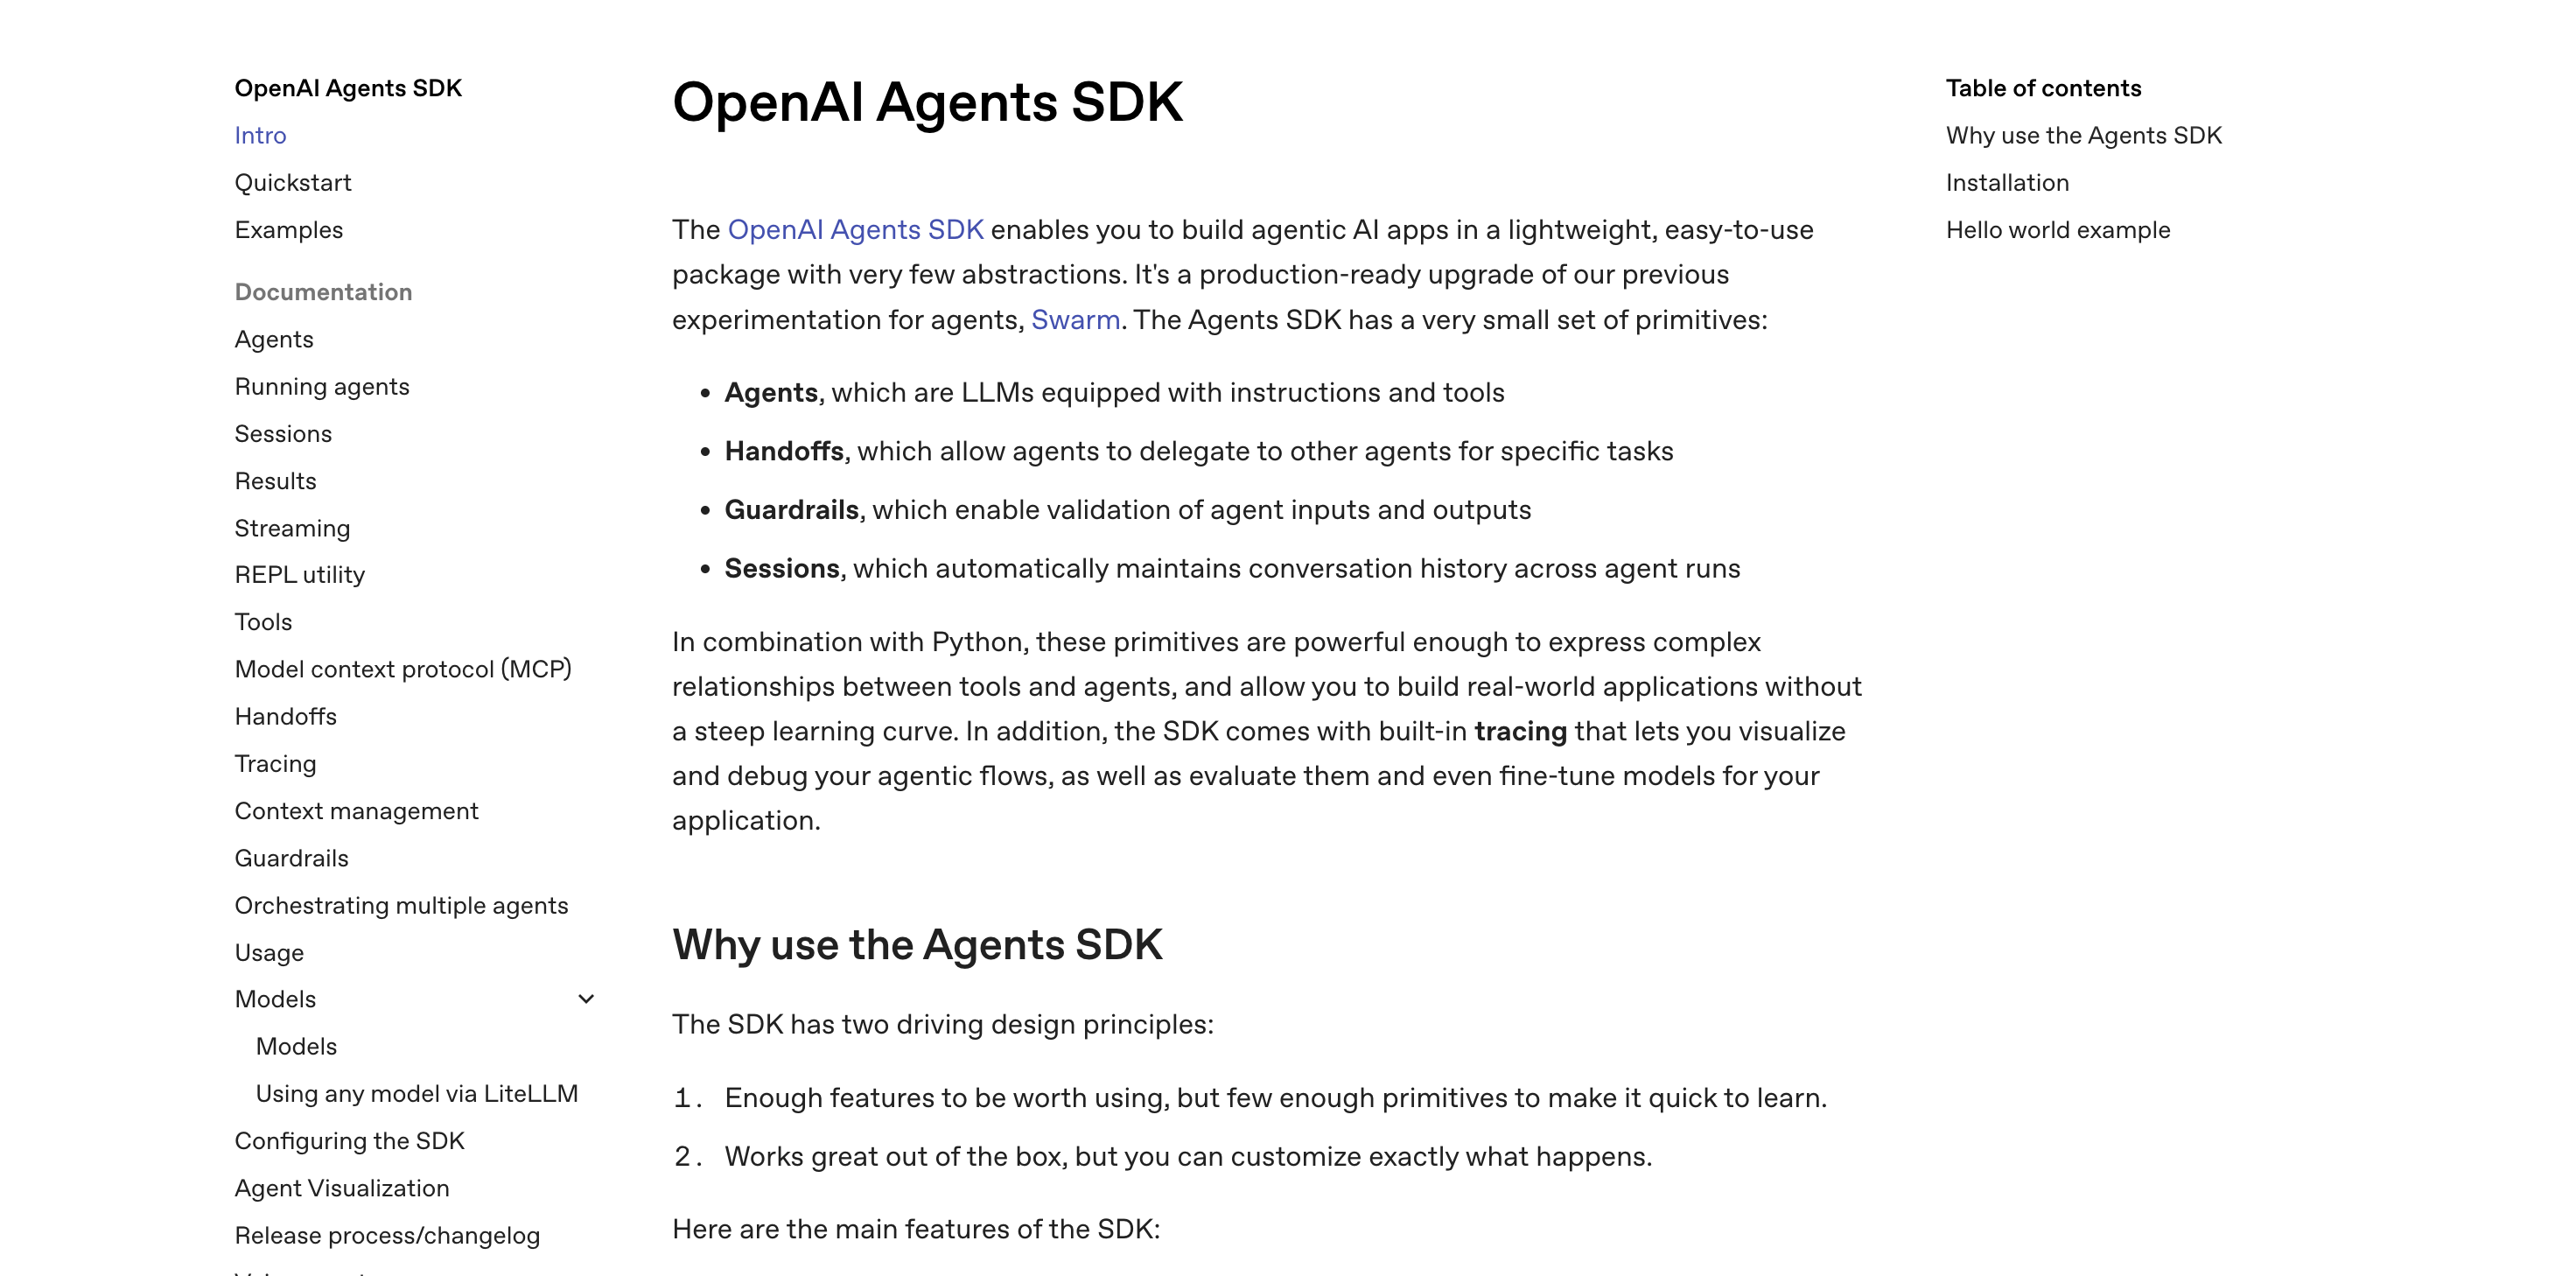 OpenAI Agents SDK
Intro
Quickstart
Examples
Documentation
Agents
Running agents
Sessions
Results
Streaming
REPL utility
Tools
Model context protocol (MCP)
Handoffs
Tracing
Context management
Guardrails
Orchestrating multiple agents
Usage
Models
Models
Using any model via LiteLLM
Configuring the SDK
Agent Visualization
Release process/changelog
OpenAI Agents SDK
The OpenAI Agents SDK enables you to build agentic AI apps in a lightweight, easy-to-use
package with very few abstractions. It's a production-ready upgrade of our previous
experimentation for agents, Swarm. The Agents SDK has a very small set of primitives:
• Agents, which are LLMs equipped with instructions and tools
• Handoffs, which allow agents to delegate to other agents for specific tasks
• Guardrails, which enable validation of agent inputs and outputs
• Sessions, which automatically maintains conversation history across agent runs
In combination with Python, these primitives are powerful enough to express complex
relationships between tools and agents, and allow you to build real-world applications without
a steep learning curve. In addition, the SDK comes with built-in tracing that lets you visualize
and debug your agentic flows, as well as evaluate them and even fine-tune models for your
application.
Why use the Agents SDK
The SDK has two driving design principles:
1. Enough features to be worth using, but few enough primitives to make it quick to learn.
2. Works great out of the box, but you can customize exactly what happens.
Here are the main features of the SDK:
Table of contents
Why use the Agents SDK
Installation
Hello world example